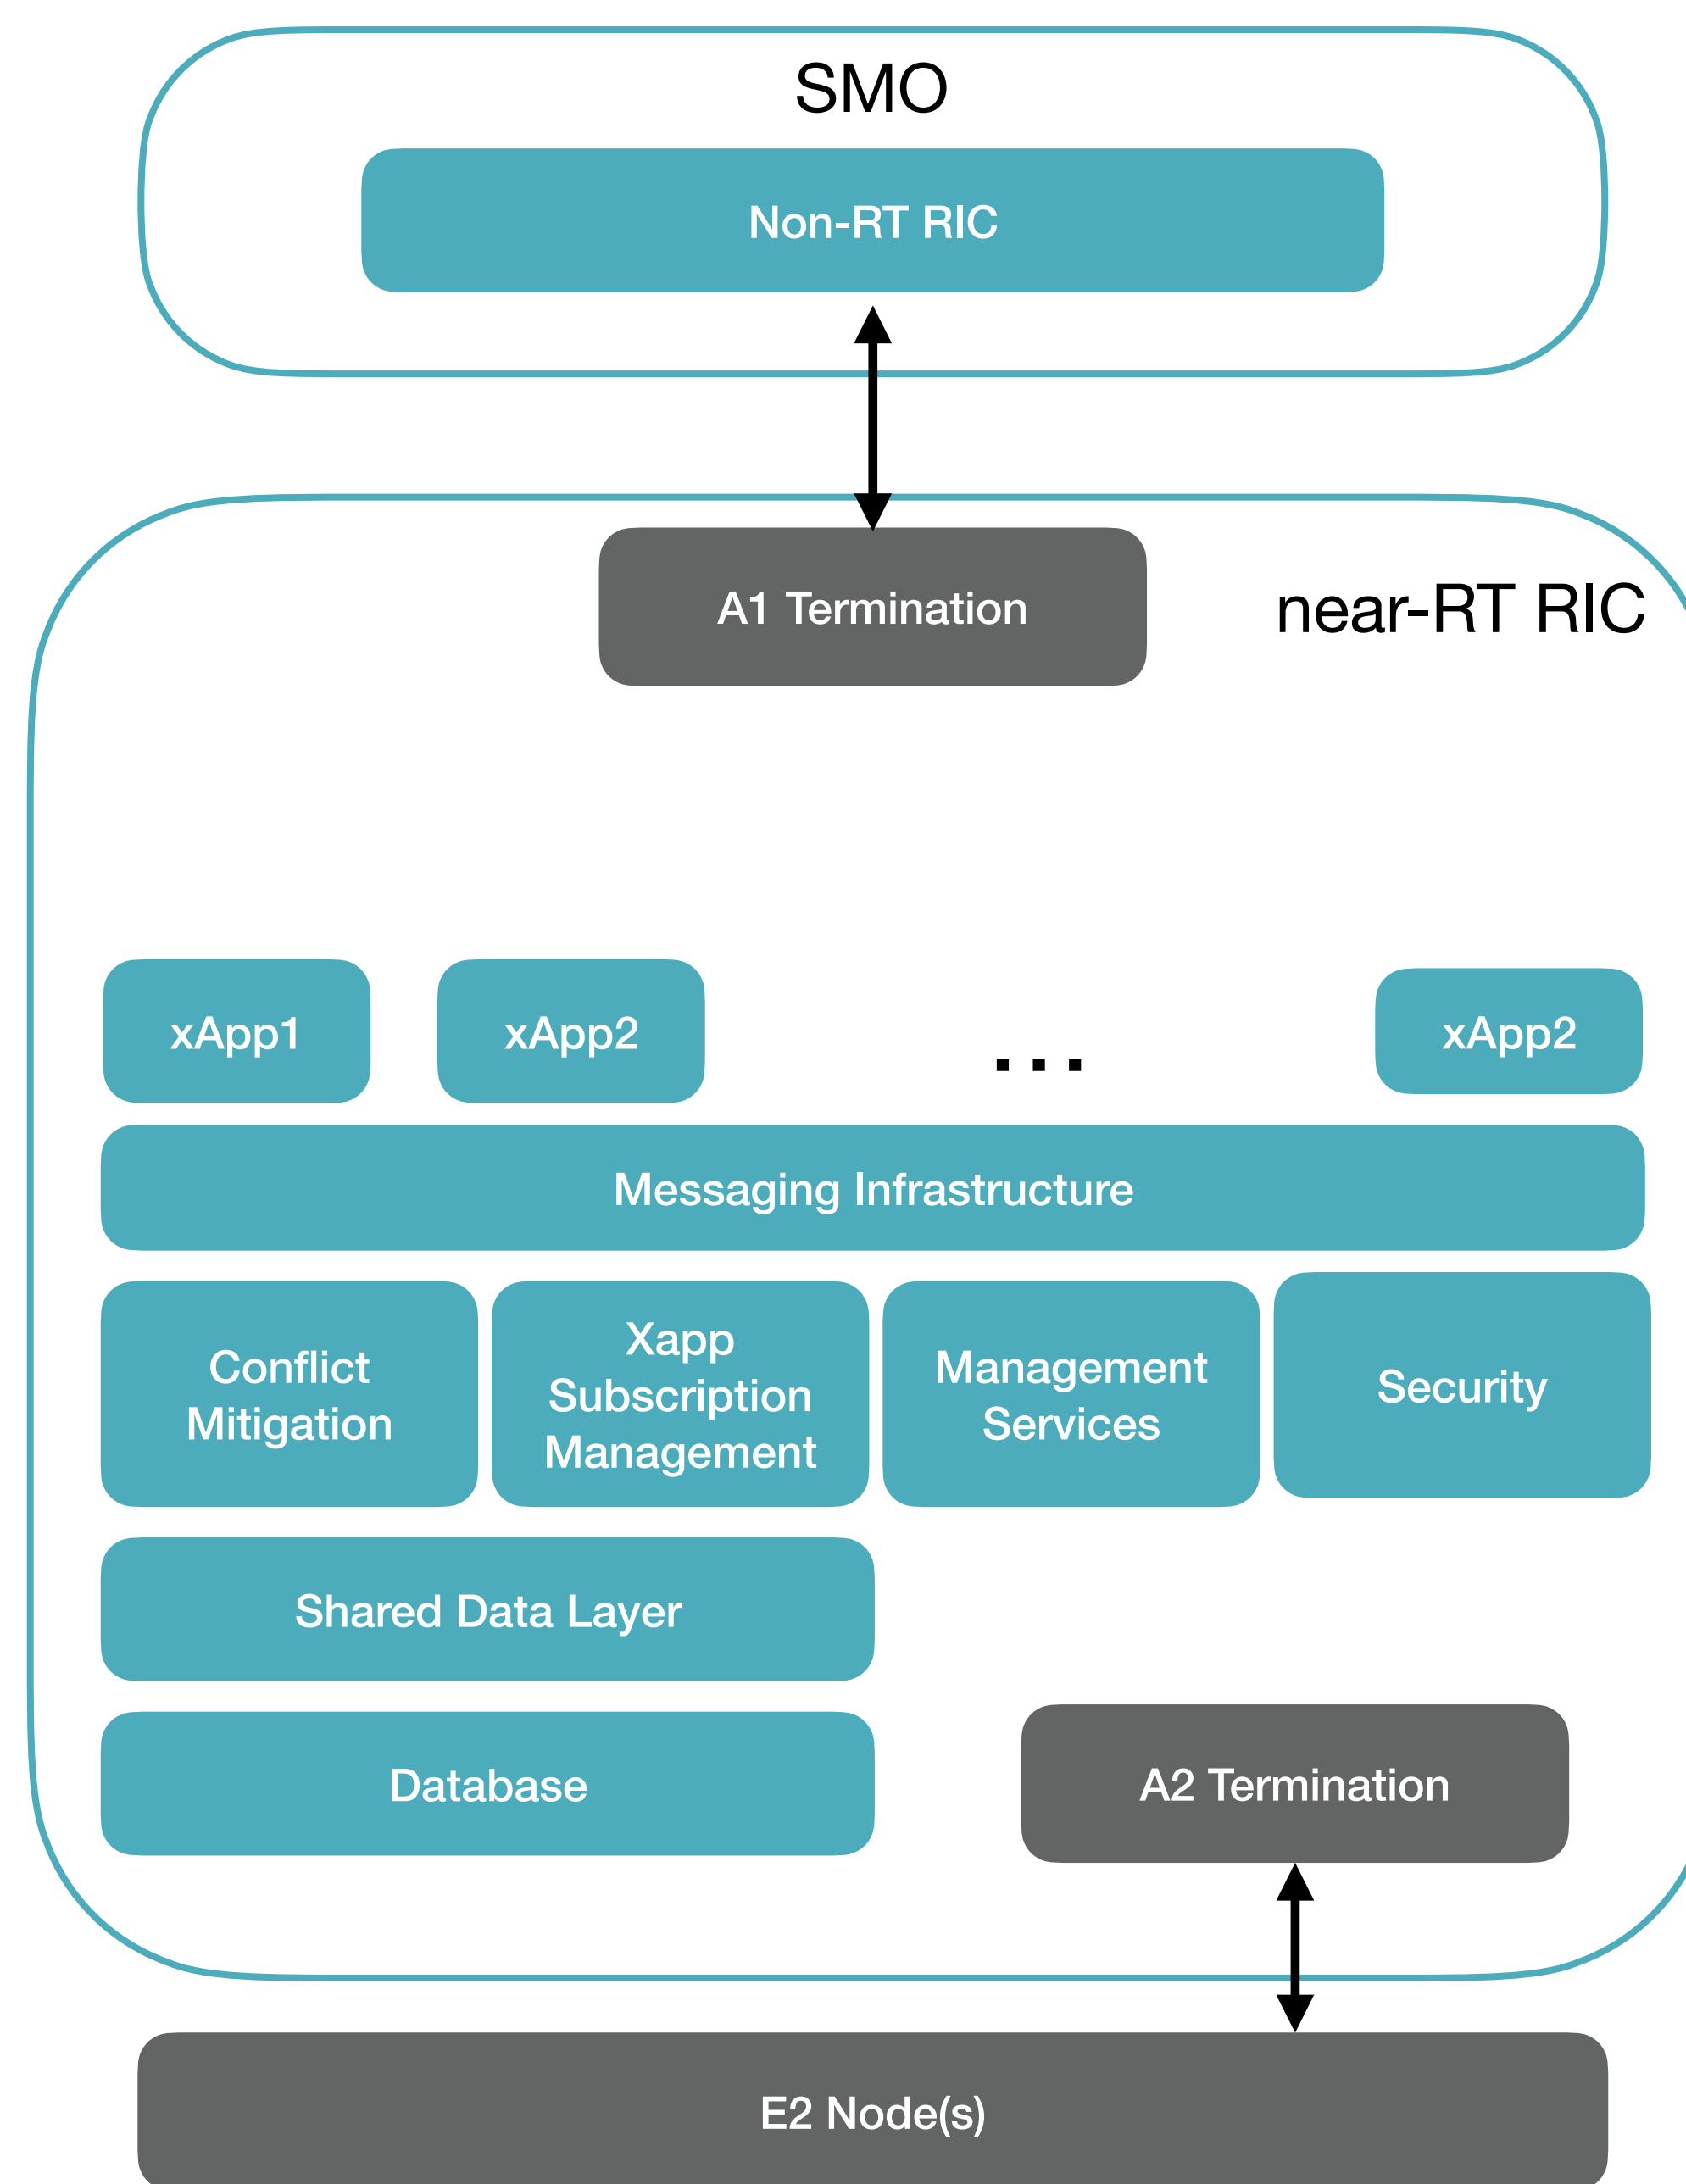 SMO
Non-RT RIC
A1 Termination
near-RT RIC
xApp1
xApp2
...
xApp2
Messaging Infrastructure
Conflict
Mitigation
Xapp
Subscription
Management
Management
Services
Security
Shared Data Layer
Database
A2 Termination
E2 Node(s)